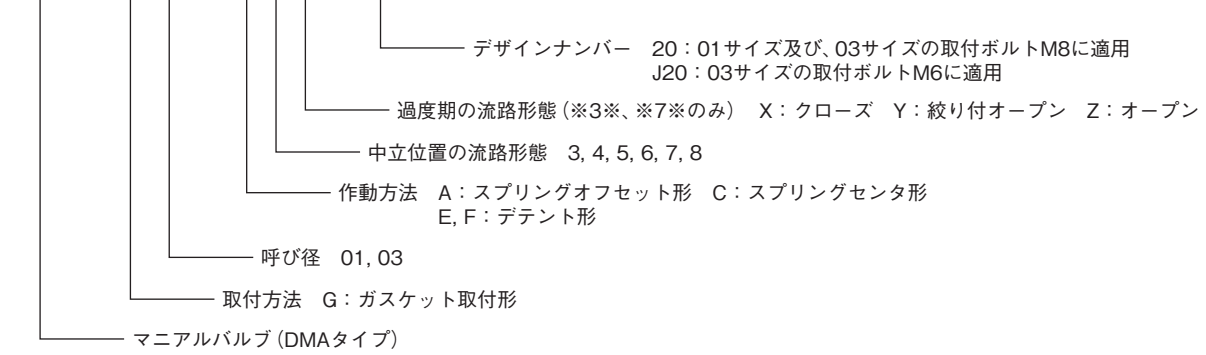 デザインナンバー　20：01サイズ及び、03サイズの取付ボルトM8に適用
J20：03サイズの取付ボルトM6に適用
過度期の流路形態（※3※、※7※のみ）　X：クローズ　Y：絞り付オープン　Z：オープン
中立位置の流路形態　3, 4, 5, 6, 7, 8
作動方法　A：スプリングオフセット形　C：スプリングセンタ形
E, F：デテント形
呼び径　01, 03
取付方法　G：ガスケット取付形
マニアルバルブ（DMAタイプ）